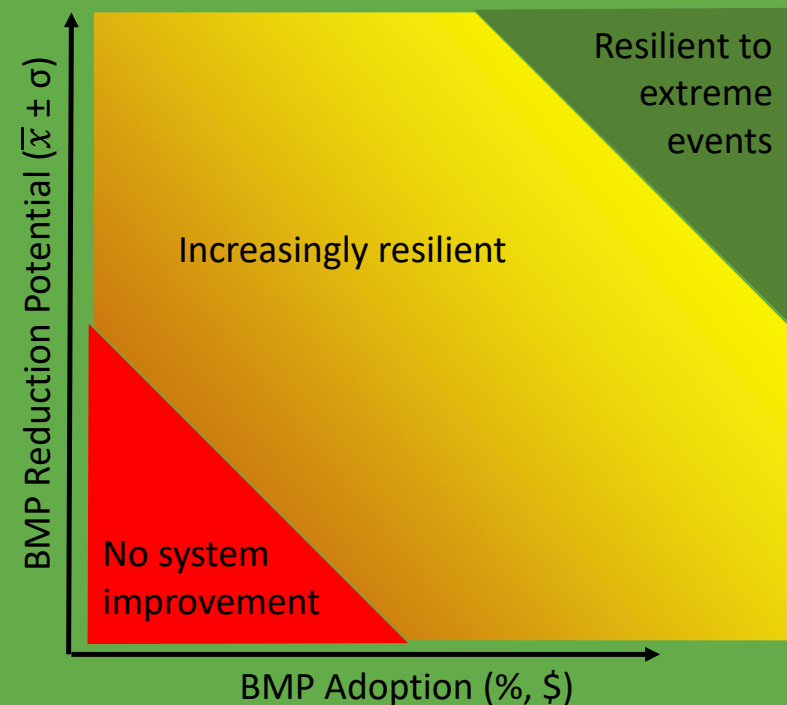 BMP Reduction Potential (x̅ ± σ)
Resilient to
extreme
events
Increasingly resilient
No system
improvement
BMP Adoption (%, $)